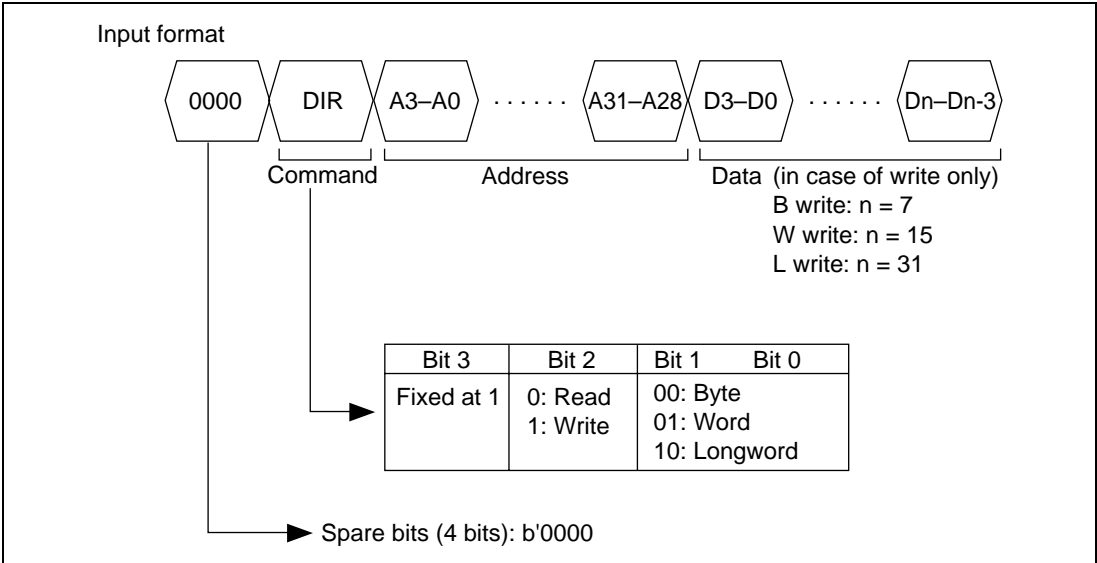 Input format
0000 DIR A3–A0 · · · · · · A31–A28 D3–D0 · · · · · · Dn–Dn-3
Command Address Data (in case of write only)
B write: n = 7
W write: n = 15
L write: n = 31
Bit 3 Bit 2 Bit 1 Bit 0
Fixed at 1 0: Read 00: Byte
1: Write 01: Word
10: Longword
Spare bits (4 bits): b'0000